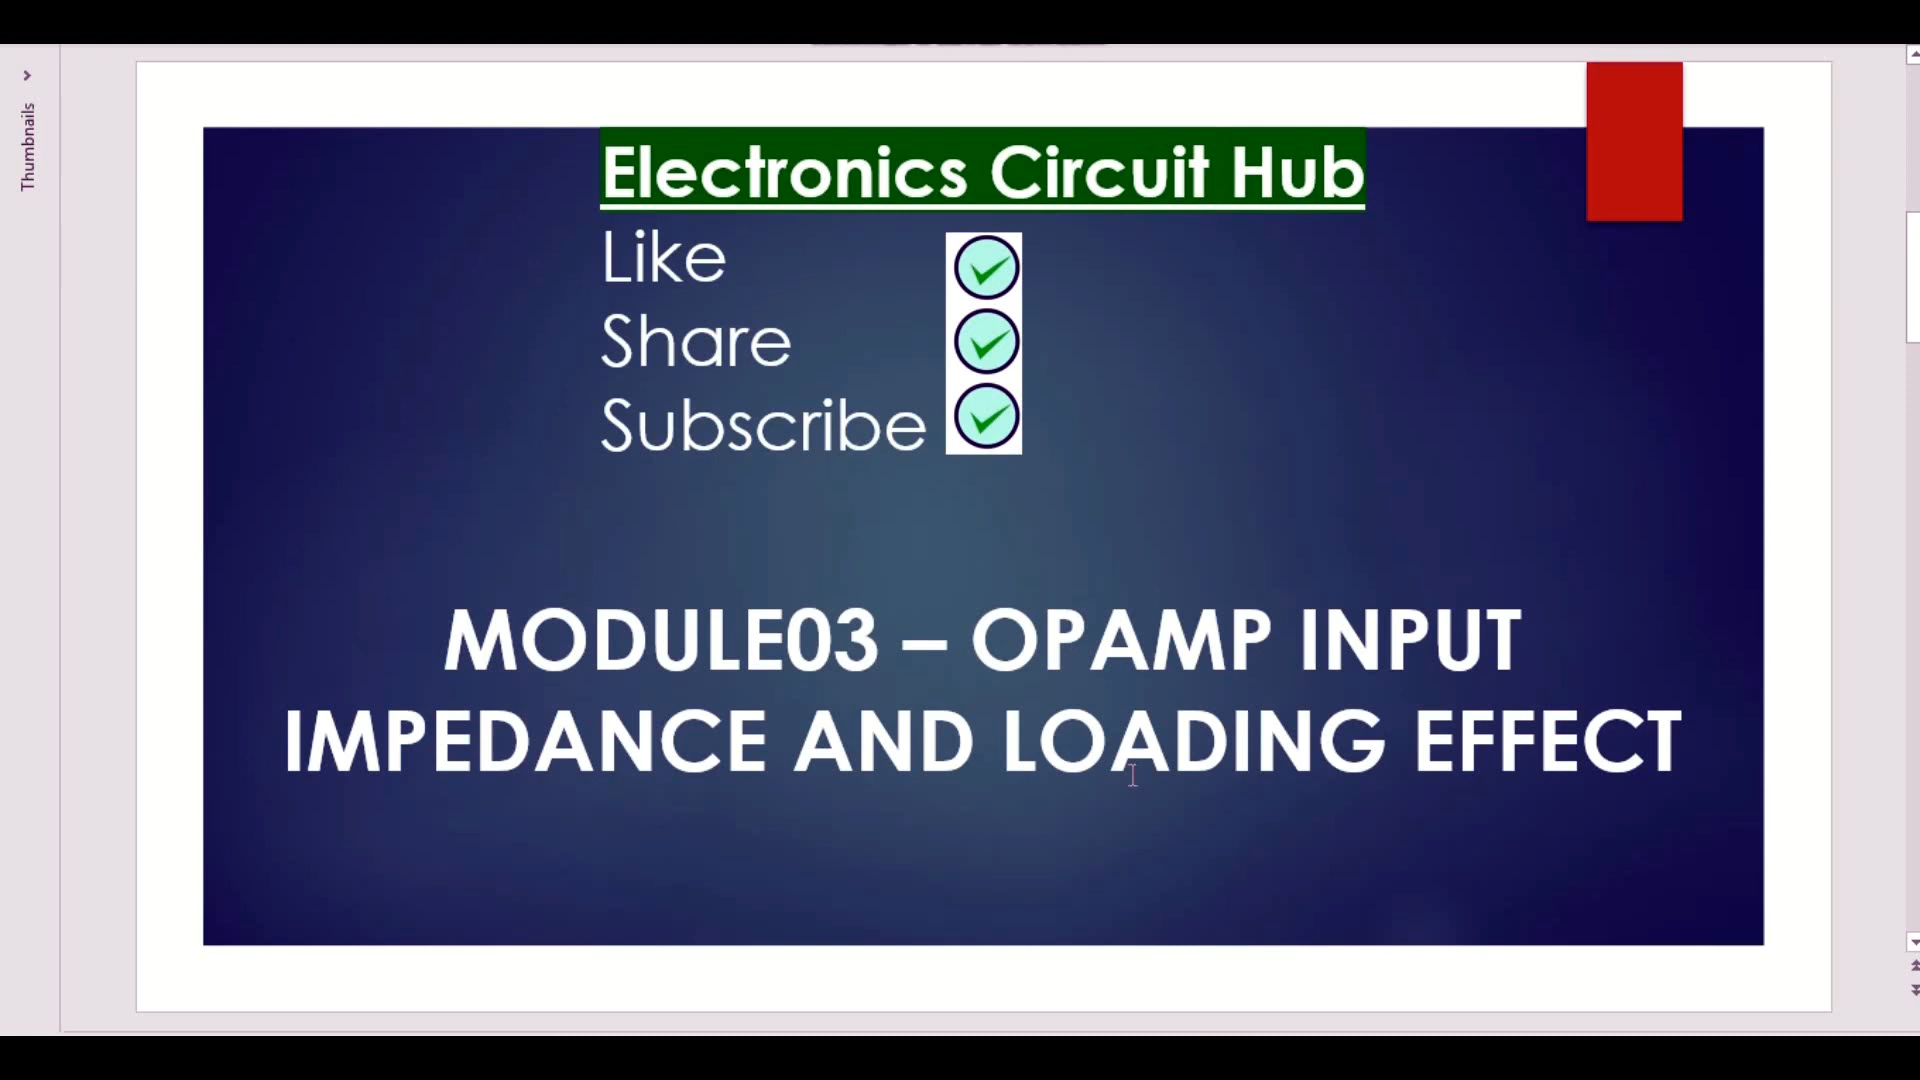 Thumbnails
Electronics Circuit Hub
Like
Share
Subscribe
MODULE03 – OPAMP INPUT
IMPEDANCE AND LOADING EFFECT